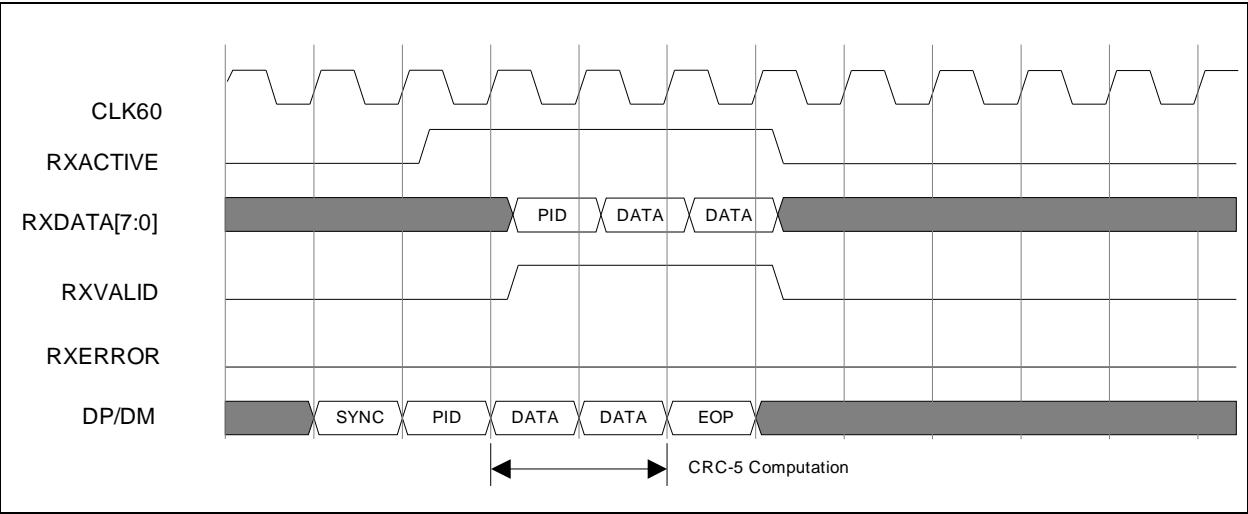 CLK60
RXACTIVE
RXDATA[7:0] PID DATA DATA
RXVALID
RXERROR
DP/DM SYNC PID DATA DATA EOP
CRC-5 Computation